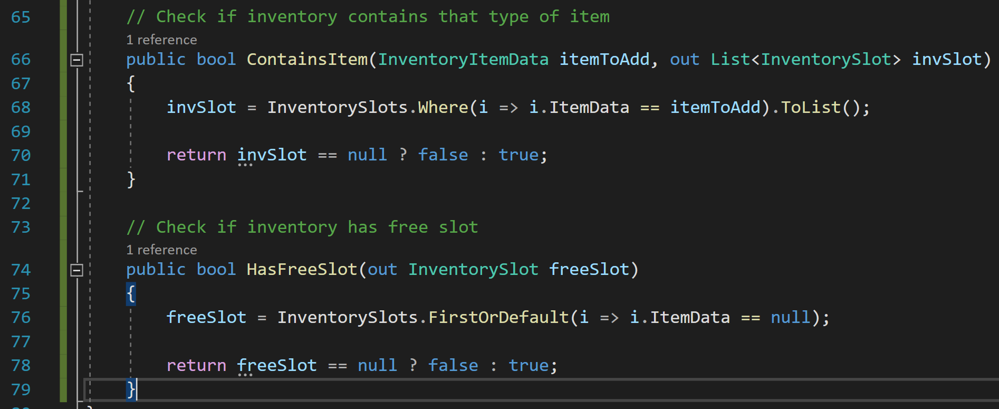 65 // Check if inventory contains that type of item
1 reference
66 public bool ContainsItem(InventoryItemData itemToAdd, out List<InventorySlot> invSlot)
67 {
68 invSlot = InventorySlots.Where(i => i.ItemData == itemToAdd).ToList();
69
70 return invSlot == null ? false : true;
71 }
72
73 // Check if inventory has free slot
1 reference
74 public bool HasFreeSlot(out InventorySlot freeSlot)
75 {
76 freeSlot = InventorySlots.FirstOrDefault(i => i.ItemData == null);
77
78 return freeSlot == null ? false : true;
79 }